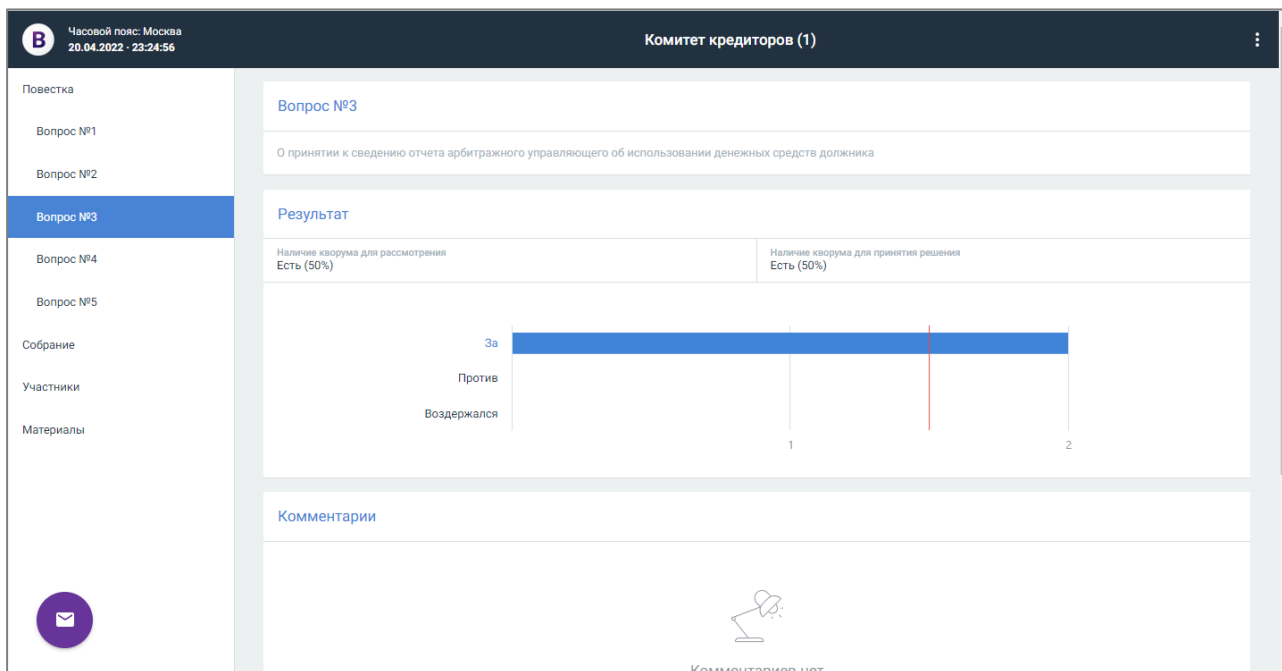 B
Часовой пояс: Москва
20.04.2022 · 23:24:56
Комитет кредиторов (1)
Повестка
Вопрос №1
Вопрос №2
Вопрос №3
Вопрос №4
Вопрос №5
Собрание
Участники
Материалы
Вопрос №3
О принятии к сведению отчета арбитражного управляющего об использовании денежных средств должника
Результат
Наличие кворума для рассмотрения
Есть (50%)
Наличие кворума для принятия решения
Есть (50%)
За
Против
Воздержался
1
2
Комментарии
Комментариев нет